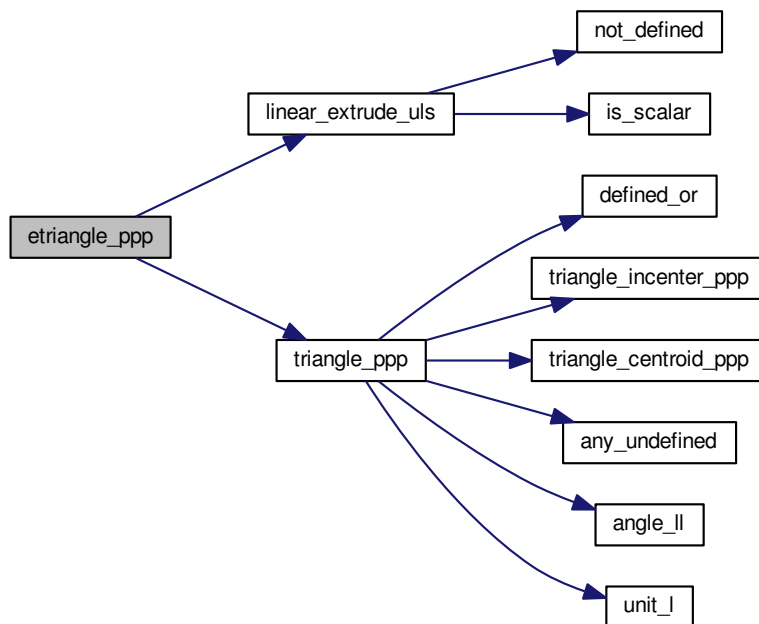 not_defined
linear_extrude_uls
is_scalar
defined_or
etriangle_ppp
triangle_incenter_ppp
triangle_ppp
triangle_centroid_ppp
any_undefined
angle_ll
unit_l